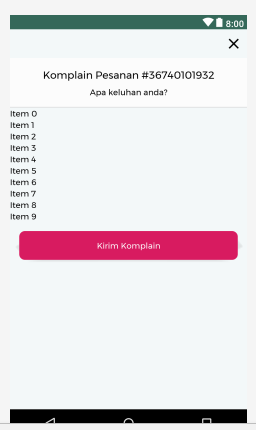 8:00
Komplain Pesanan #36740101932
Apa keluhan anda?
Item 0
Item 1
Item 2
Item 3
Item 4
Item 5
Item 6
Item 7
Item 8
Item 9
Kirim Komplain